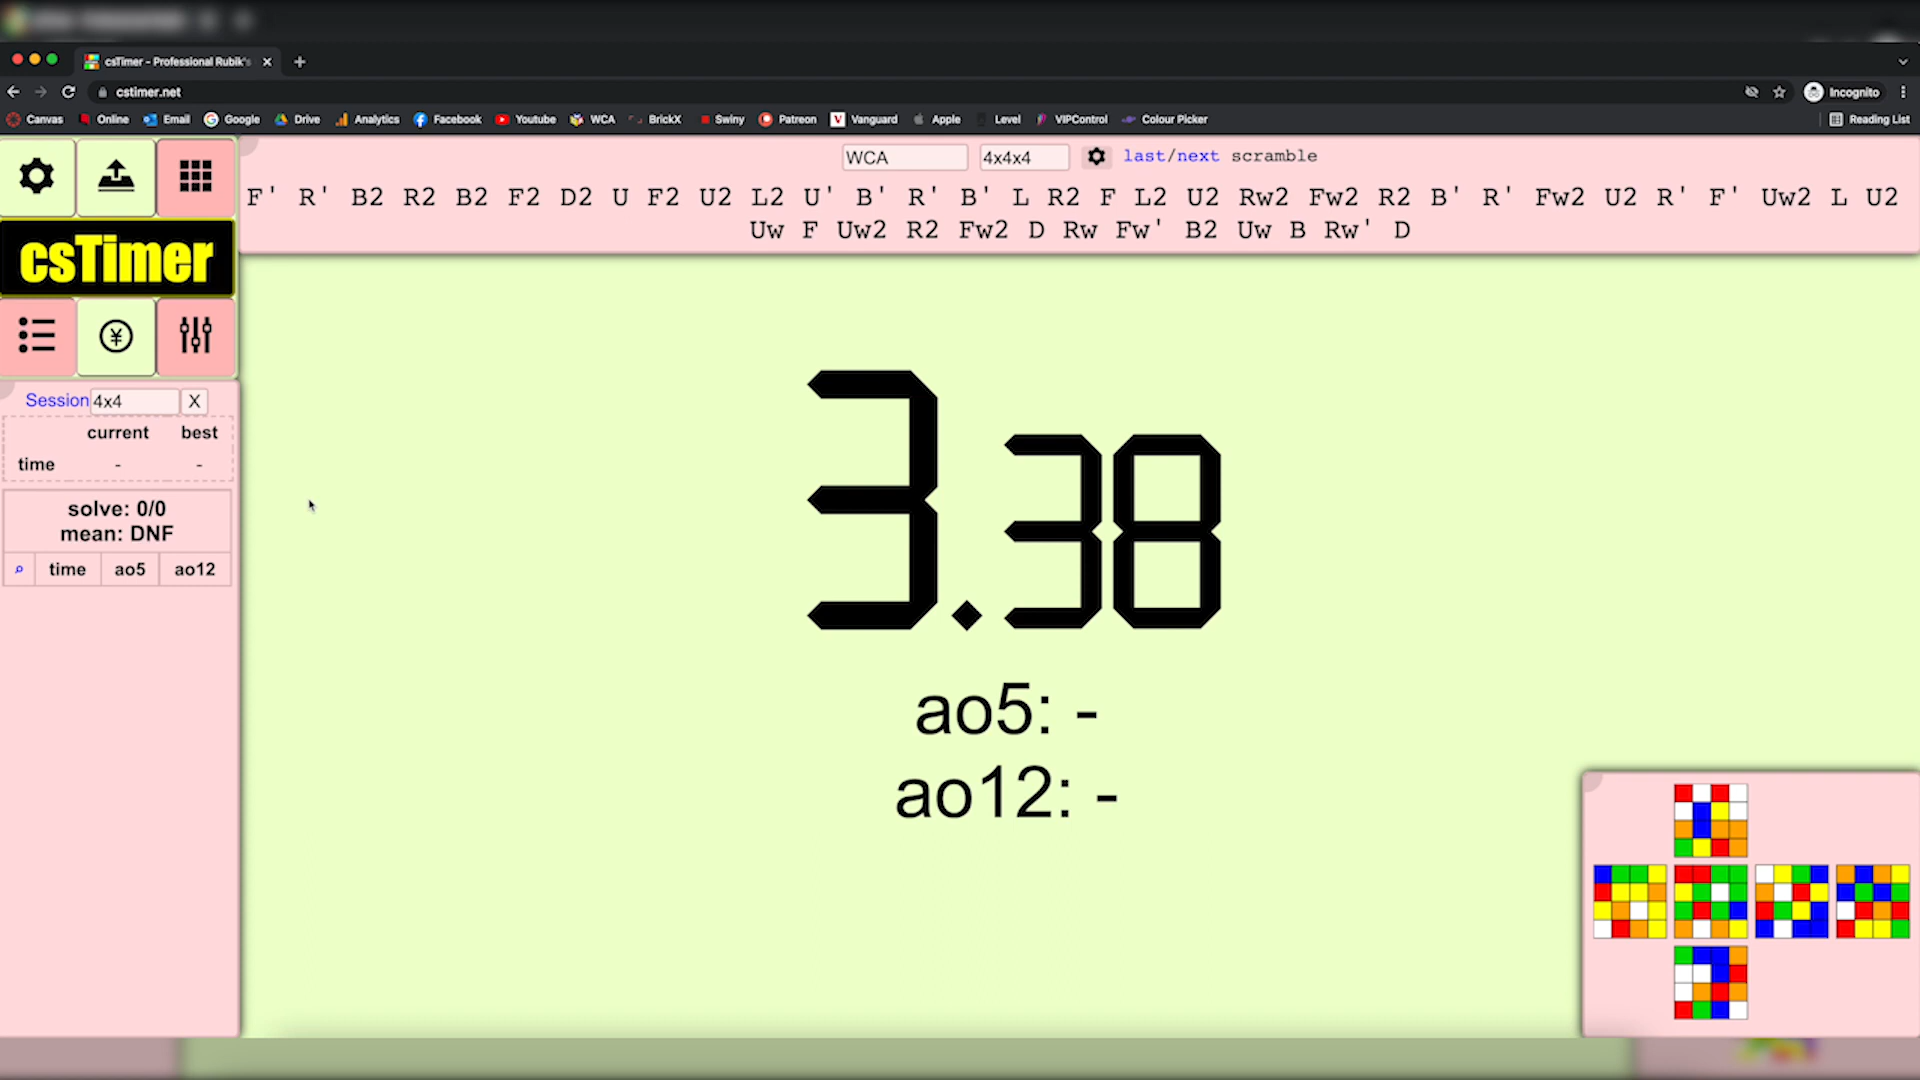 csTimer - Professional Rubik's
cstimer.net
Incognito
Canvas Online Email Google Drive Analytics Facebook Youtube WCA BrickX Swiny Patreon Vanguard Apple Level VIPControl Colour Picker Reading List
WCA 4x4x4 last/next scramble
F' R' B2 R2 B2 F2 D2 U F2 U2 L2 U' B' R' B' L R2 F L2 U2 Rw2 Fw2 R2 B' R' Fw2 U2 R' F' Uw2 L U2
Uw F Uw2 R2 Fw2 D Rw Fw' B2 Uw B Rw' D
csTimer
Session 4x4 X
current best
time - -
solve: 0/0
mean: DNF
time ao5 ao12
3.38
ao5: -
ao12: -